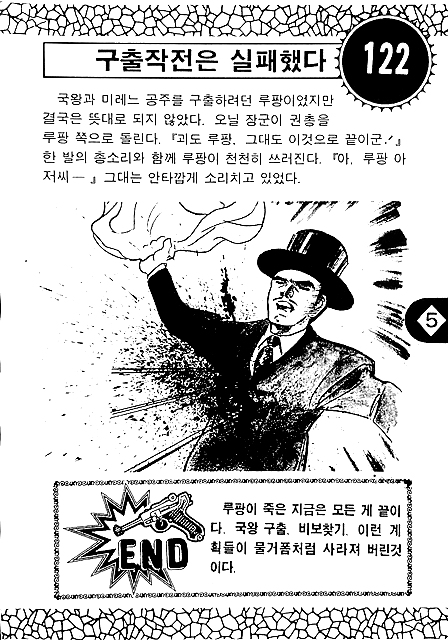 구출작전은 실패했다
122
국왕과 미레느 공주를 구출하려던 루팡이였지만
결국은 뜻대로 되지 않았다. 오닐 장군이 권총을
루팡 쪽으로 돌린다. 『괴도 루팡, 그대도 이것으로 끝이군!』
한 발의 총소리와 함께 루팡이 천천히 쓰러진다. 『아, 루팡 아
저씨― 』 그대는 안타깝게 소리치고 있었다.
5
END
루팡이 죽은 지금은 모든 게 끝이
다. 국왕 구출, 비보찾기, 이런 계
획들이 물거품처럼 사라져 버린것
이다.